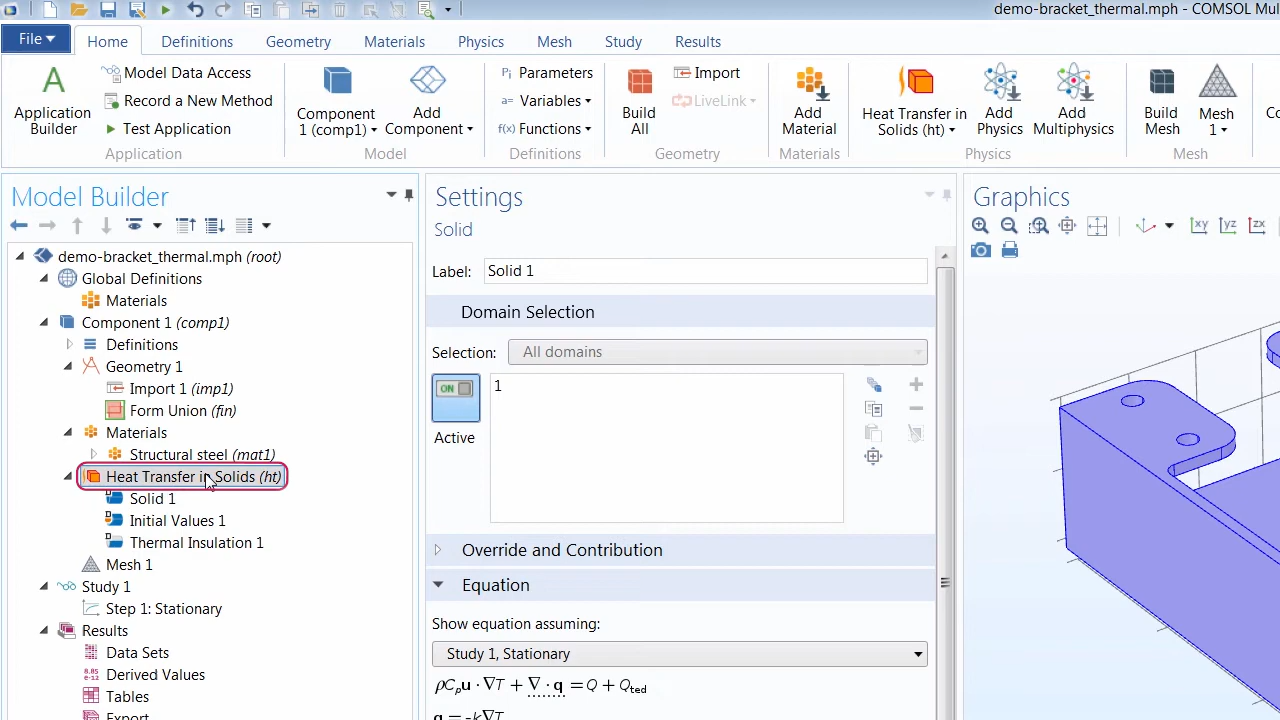 demo-bracket_thermal.mph - COMSOL Mul
File Home Definitions Geometry Materials Physics Mesh Study Results
Application Builder
Model Data Access
Record a New Method
Test Application
Application
Component 1 (comp1)
Add Component
Model
Parameters
Variables
Functions
Definitions
Build All
Import
LiveLink
Geometry
Add Material
Materials
Heat Transfer in Solids (ht)
Add Physics
Add Multiphysics
Physics
Build Mesh
Mesh 1
Mesh
Model Builder
demo-bracket_thermal.mph (root)
Global Definitions
Materials
Component 1 (comp1)
Definitions
Geometry 1
Import 1 (imp1)
Form Union (fin)
Materials
Structural steel (mat1)
Heat Transfer in Solids (ht)
Solid 1
Initial Values 1
Thermal Insulation 1
Mesh 1
Study 1
Step 1: Stationary
Results
Data Sets
Derived Values
Tables
Export
Settings
Solid
Label: Solid 1
Domain Selection
Selection: All domains
ON
Active
1
Override and Contribution
Equation
Show equation assuming:
Study 1, Stationary
ρCpu · ∇T + ∇ · q = Q + Qted
q = -k∇T
Graphics
xy yz zx